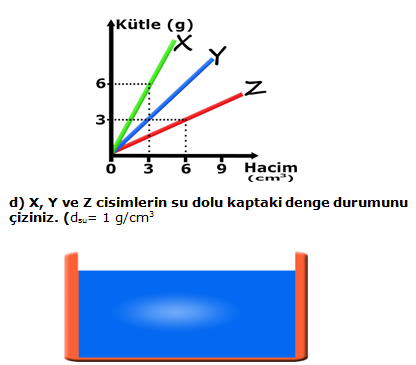 Kütle (g)
X
Y
Z
6
3
0 3 6 9 Hacim
(cm³)
d) X, Y ve Z cisimlerin su dolu kaptaki denge durumunu
çiziniz. (dsu= 1 g/cm³